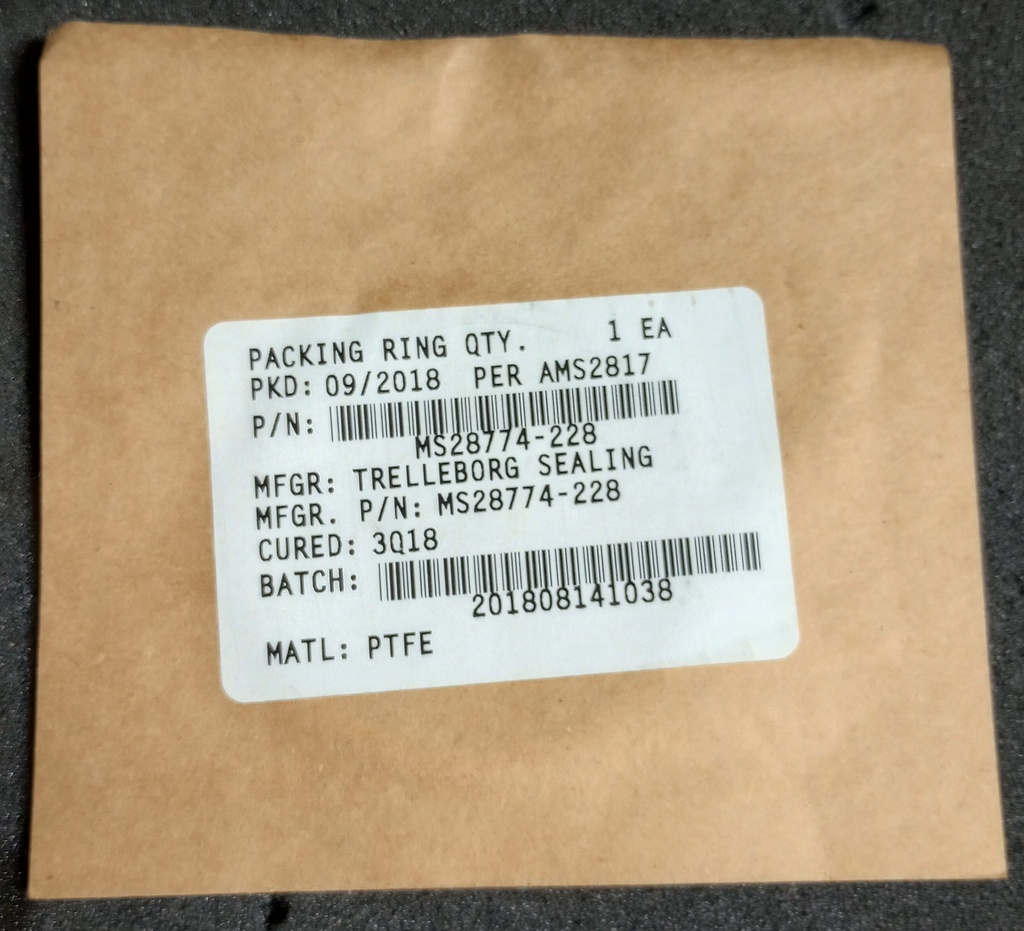 PACKING RING QTY. 1 EA
PKD: 09/2018 PER AMS2817
P/N:
MS28774-228
MFGR: TRELLEBORG SEALING
MFGR. P/N: MS28774-228
CURED: 3Q18
BATCH:
201808141038
MATL: PTFE